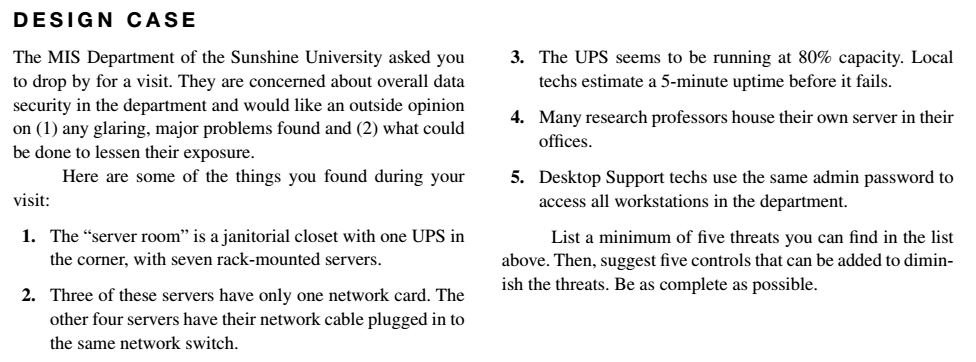 DESIGN CASE
The MIS Department of the Sunshine University asked you
to drop by for a visit. They are concerned about overall data
security in the department and would like an outside opinion
on (1) any glaring, major problems found and (2) what could
be done to lessen their exposure.
Here are some of the things you found during your
visit:
1. The “server room” is a janitorial closet with one UPS in
the corner, with seven rack-mounted servers.
2. Three of these servers have only one network card. The
other four servers have their network cable plugged in to
the same network switch.
3. The UPS seems to be running at 80% capacity. Local
techs estimate a 5-minute uptime before it fails.
4. Many research professors house their own server in their
offices.
5. Desktop Support techs use the same admin password to
access all workstations in the department.
List a minimum of five threats you can find in the list
above. Then, suggest five controls that can be added to dimin-
ish the threats. Be as complete as possible.